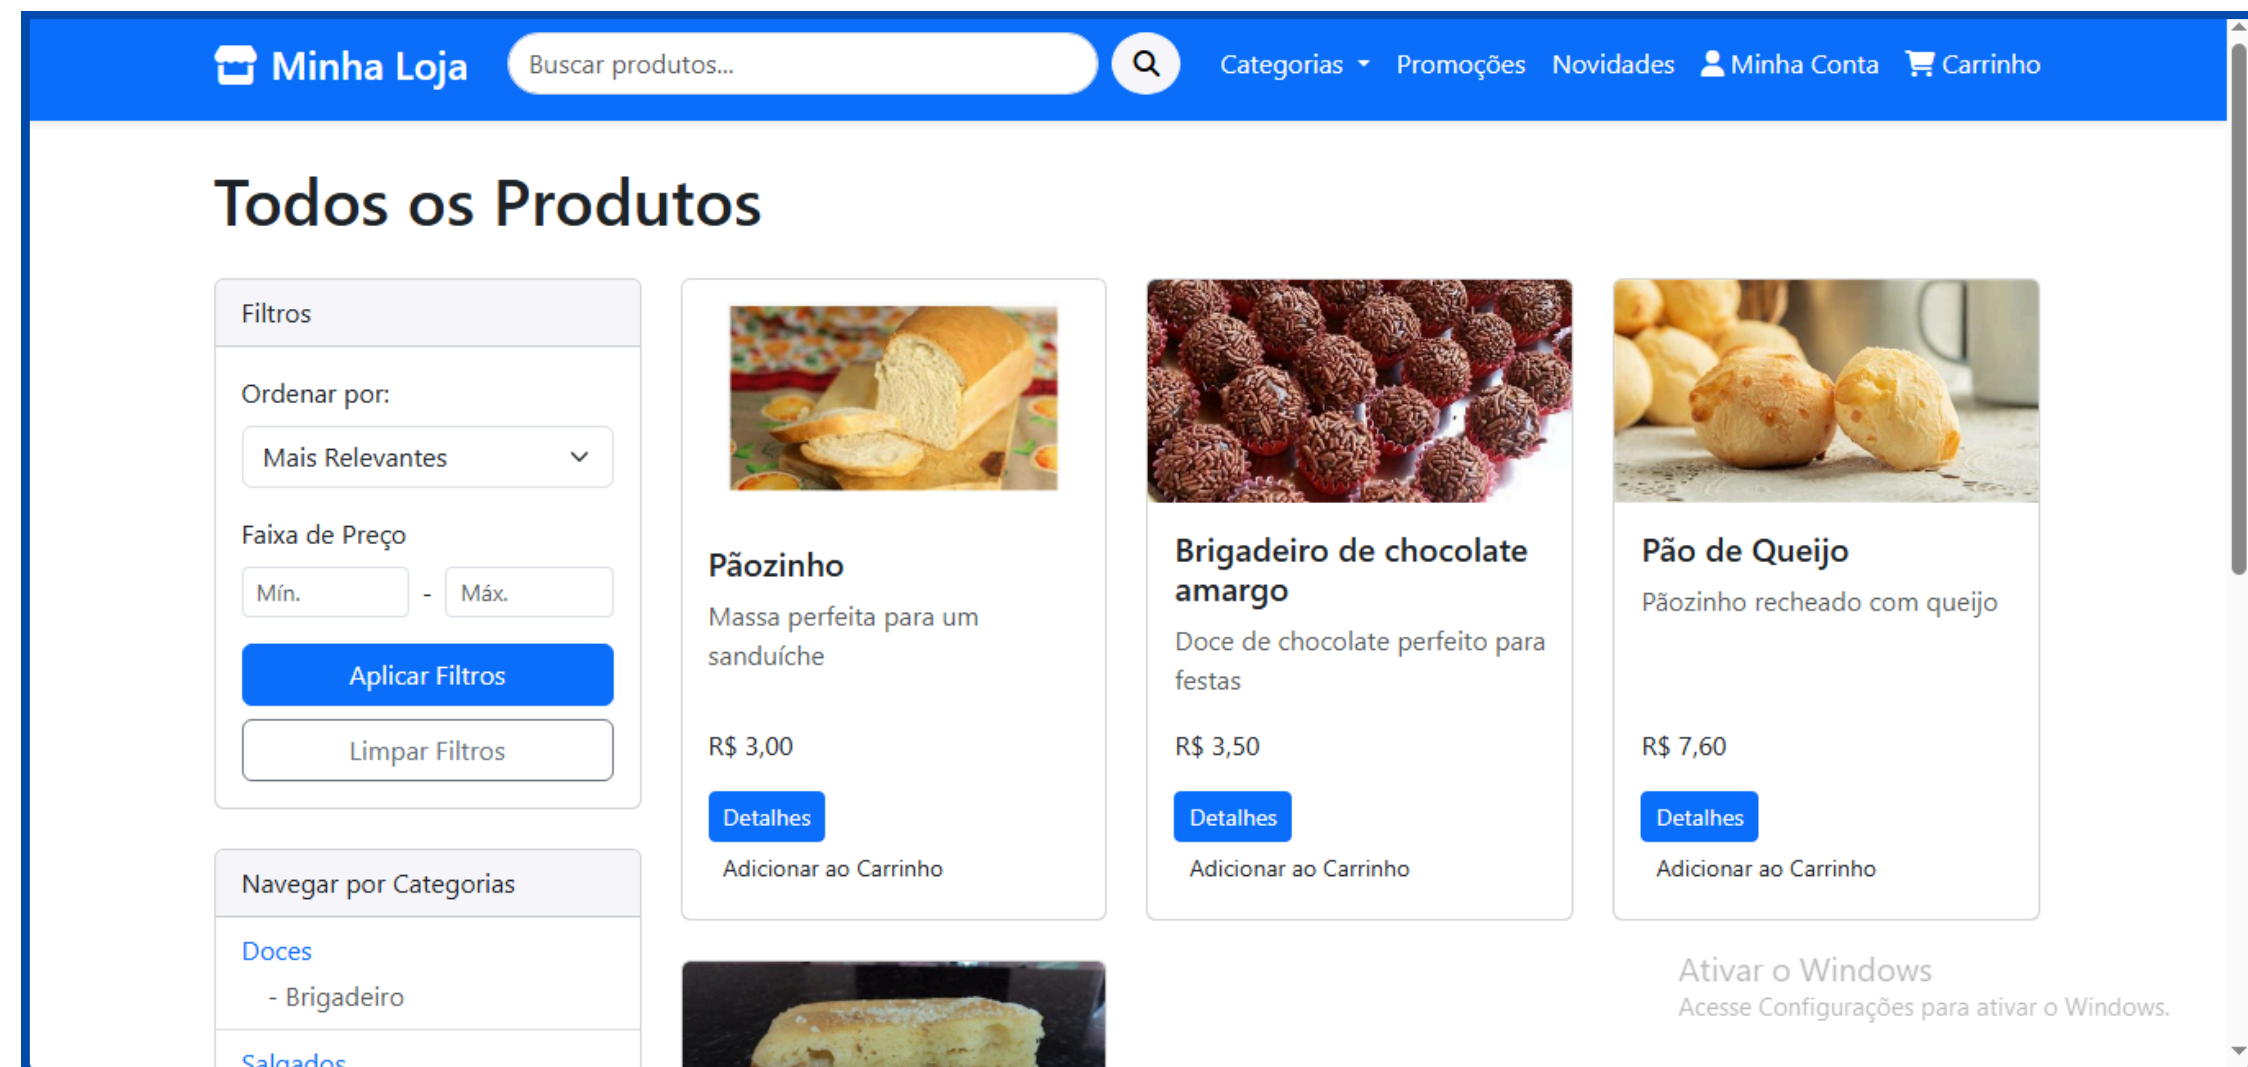 Minha Loja
Buscar produtos...
Categorias
Promoções
Novidades
Minha Conta
Carrinho
Todos os Produtos
Filtros
Ordenar por:
Mais Relevantes
Faixa de Preço
Mín.
-
Máx.
Aplicar Filtros
Limpar Filtros
Navegar por Categorias
Doces
- Brigadeiro
Salgados
Pãozinho
Massa perfeita para um
sanduíche
R$ 3,00
Detalhes
Adicionar ao Carrinho
Brigadeiro de chocolate
amargo
Doce de chocolate perfeito para
festas
R$ 3,50
Detalhes
Adicionar ao Carrinho
Pão de Queijo
Pãozinho recheado com queijo
R$ 7,60
Detalhes
Adicionar ao Carrinho
Ativar o Windows
Acesse Configurações para ativar o Windows.